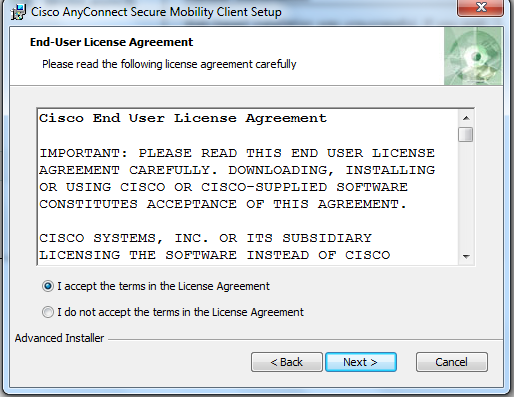 Cisco AnyConnect Secure Mobility Client Setup
End-User License Agreement
Please read the following license agreement carefully
Cisco End User License Agreement
IMPORTANT: PLEASE READ THIS END USER LICENSE
AGREEMENT CAREFULLY. DOWNLOADING, INSTALLING
OR USING CISCO OR CISCO-SUPPLIED SOFTWARE
CONSTITUTES ACCEPTANCE OF THIS AGREEMENT.
CISCO SYSTEMS, INC. OR ITS SUBSIDIARY
LICENSING THE SOFTWARE INSTEAD OF CISCO
I accept the terms in the License Agreement
I do not accept the terms in the License Agreement
Advanced Installer
< Back Next > Cancel